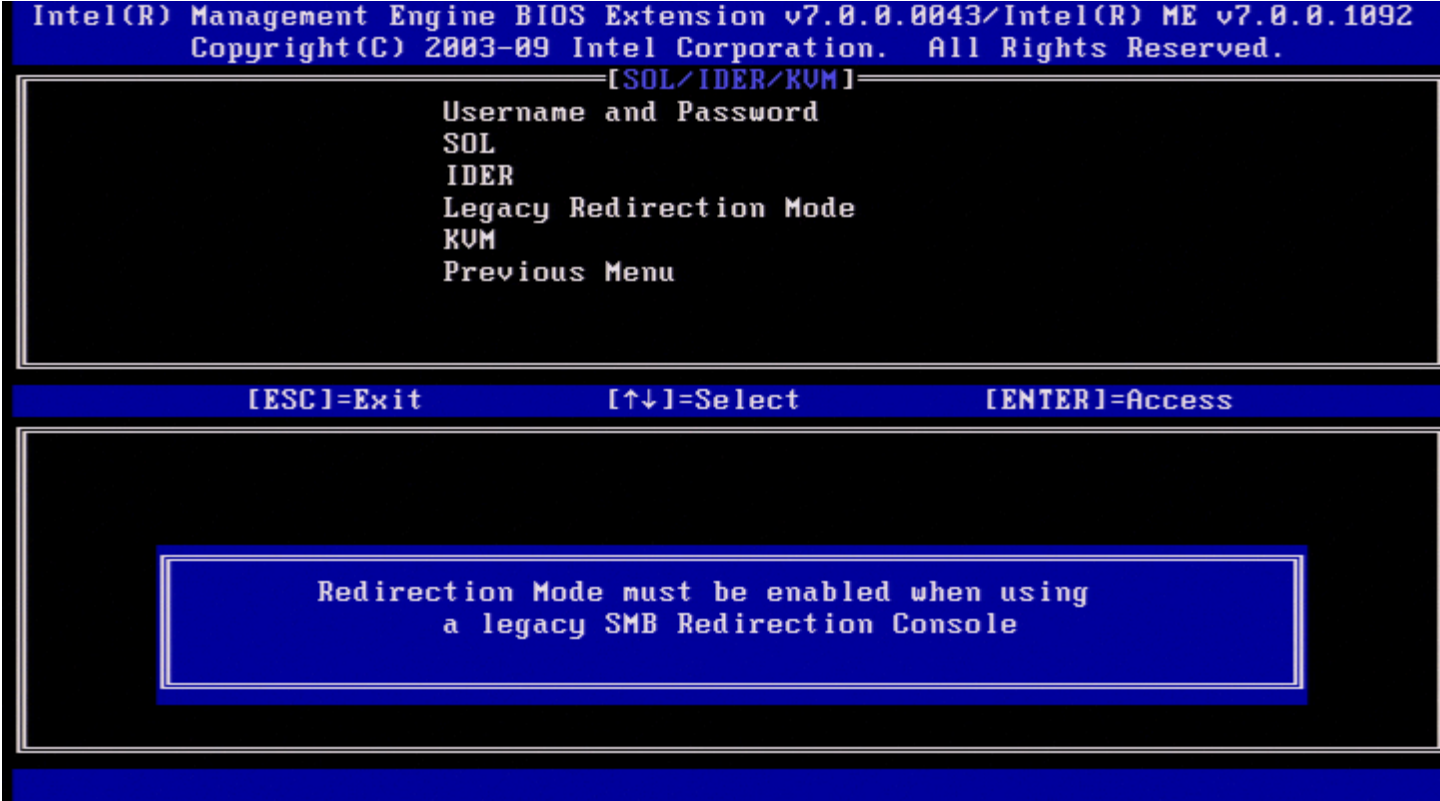 Intel(R) Management Engine BIOS Extension v7.0.0.0043/Intel(R) ME v7.0.0.1092
Copyright(C) 2003-09 Intel Corporation. All Rights Reserved.
[SOL/IDER/KVM]
Username and Password
SOL
IDER
Legacy Redirection Mode
KVM
Previous Menu
[ESC]=Exit [↑↓]=Select [ENTER]=Access
Redirection Mode must be enabled when using
a legacy SMB Redirection Console